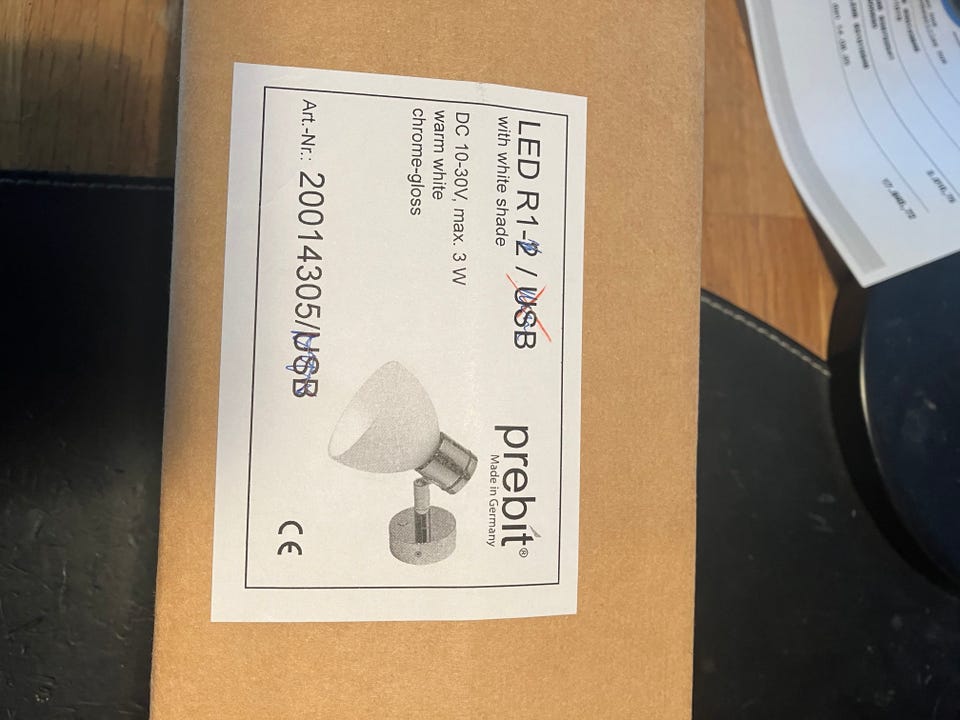 LED R1-2 / USB
with white shade
DC 10-30V, max. 3 W
warm white
chrome-gloss
Art.-Nr.: 20014305/USB
prebit®
Made in Germany
CE